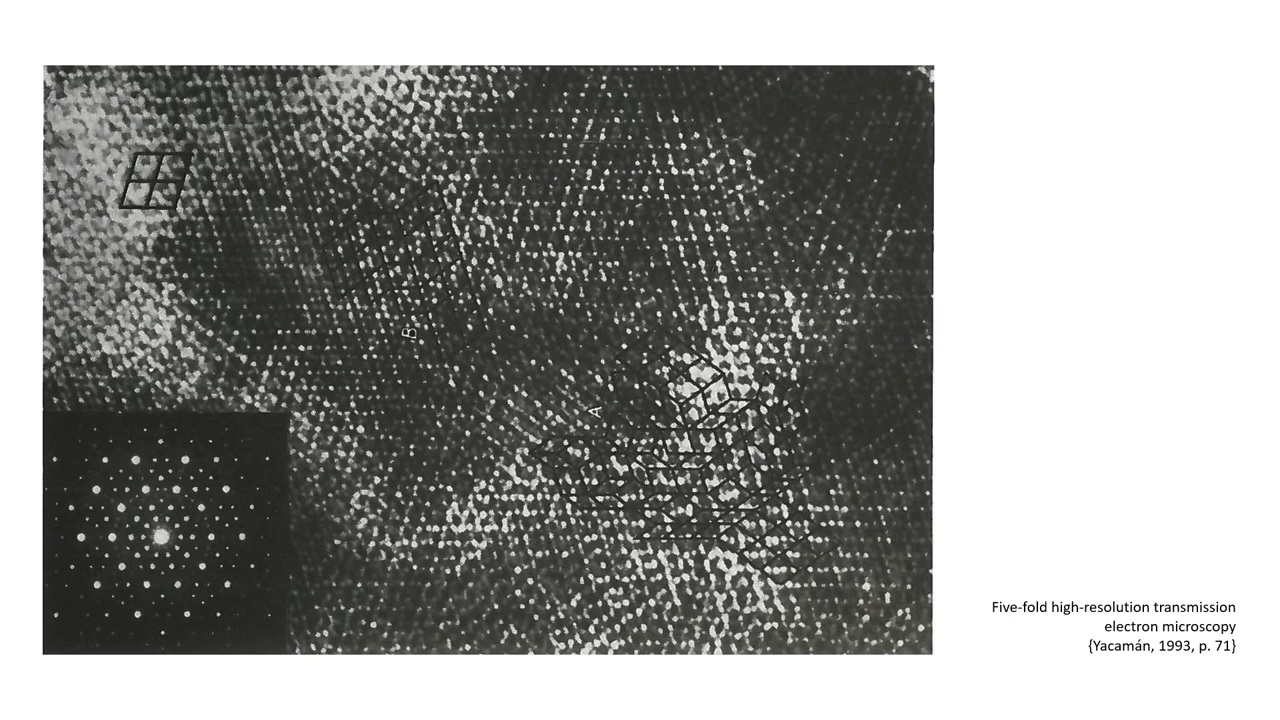 B
A
Five-fold high-resolution transmission
electron microscopy
{Yacamán, 1993, p. 71}